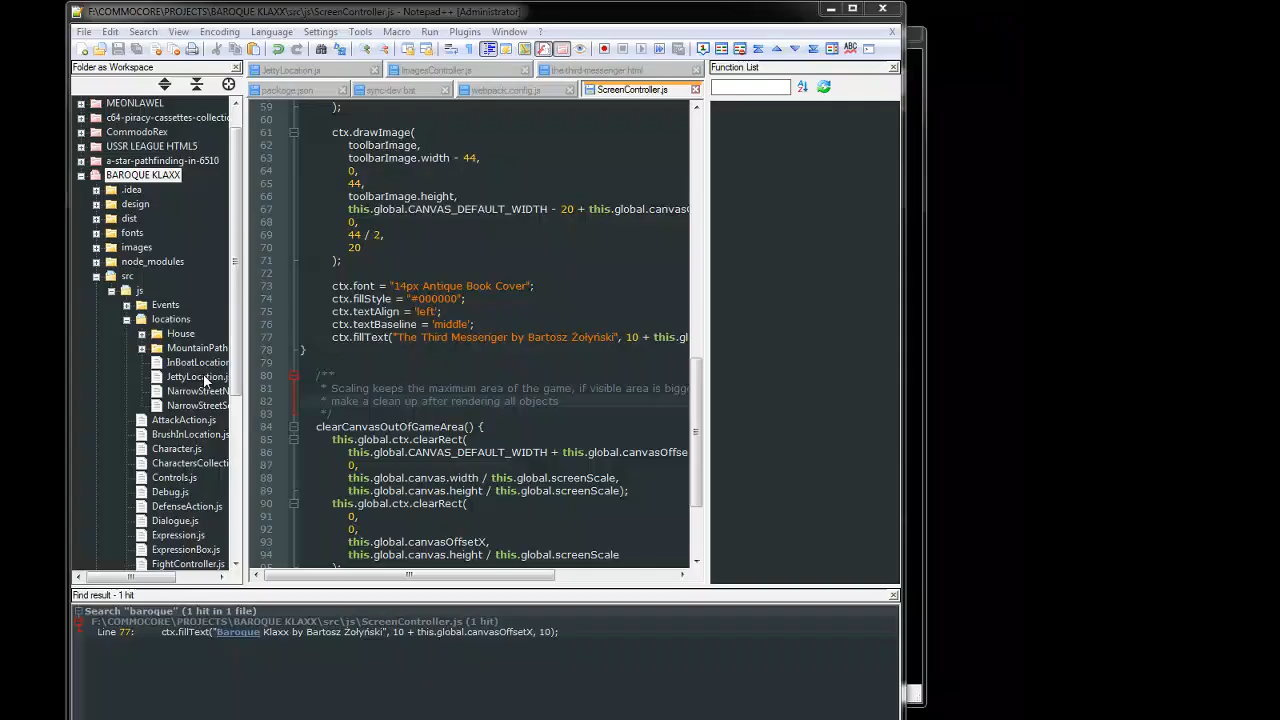 F:\COMMOCORE\PROJECTS\BAROQUE KLAXX\src\js\ScreenController.js - Notepad++ [Administrator]
File Edit Search View Encoding Language Settings Tools Macro Run Plugins Window ? X
Folder as Workspace
MEONLAWEL
c64-piracy-cassettes-collecti
CommodoRex
USSR LEAGUE HTML5
a-star-pathfinding-in-6510
BAROQUE KLAXX
.idea
design
dist
fonts
images
node_modules
src
js
Events
locations
House
MountainPath
InBoatLocation
JettyLocation.j
NarrowStreetN
NarrowStreetS
AttackAction.js
BrushInLocation.js
Character.js
CharactersCollecti
Controls.js
Debug.js
DefenseAction.js
Dialogue.js
Expression.js
ExpressionBox.js
FightController.js
JettyLocation.js ImagesController.js the-third-messenger.html
package.json sync-dev.bat webpack.config.js ScreenController.js
59 );
60
61 ctx.drawImage(
62 toolbarImage,
63 toolbarImage.width - 44,
64 0,
65 44,
66 toolbarImage.height,
67 this.global.CANVAS_DEFAULT_WIDTH - 20 + this.global.canvasO
68 0,
69 44 / 2,
70 20
71 );
72
73 ctx.font = "14px Antique Book Cover";
74 ctx.fillStyle = "#000000";
75 ctx.textAlign = 'left';
76 ctx.textBaseline = 'middle';
77 ctx.fillText("The Third Messenger by Bartosz Żołyński", 10 + this.gl
78 }
79
80 /**
81 * Scaling keeps the maximum area of the game, if visible area is bigge
82 * make a clean up after rendering all objects
83 */
84 clearCanvasOutOfGameArea() {
85 this.global.ctx.clearRect(
86 this.global.CANVAS_DEFAULT_WIDTH + this.global.canvasOffse
87 0,
88 this.global.canvas.width / this.global.screenScale,
89 this.global.canvas.height / this.global.screenScale);
90 this.global.ctx.clearRect(
91 0,
92 0,
93 this.global.canvasOffsetX,
94 this.global.canvas.height / this.global.screenScale
95 );
Function List
Find result - 1 hit
Search "baroque" (1 hit in 1 file)
F:\COMMOCORE\PROJECTS\BAROQUE KLAXX\src\js\ScreenController.js (1 hit)
Line 77: ctx.fillText("Baroque Klaxx by Bartosz Żołyński", 10 + this.global.canvasOffsetX, 10);